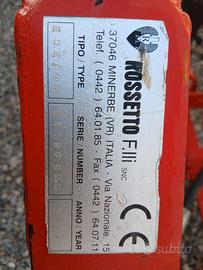 ROSSETTO F.lli SNC
37046 MINERBE (VR) ITALIA - Via Nazionale, 15
Telef. ( 0442 ) 64.01.85 - Fax ( 0442 ) 64.07.11
TIPO / TYPE
SERIE / NUMBER
ANNO / YEAR
CE
subito